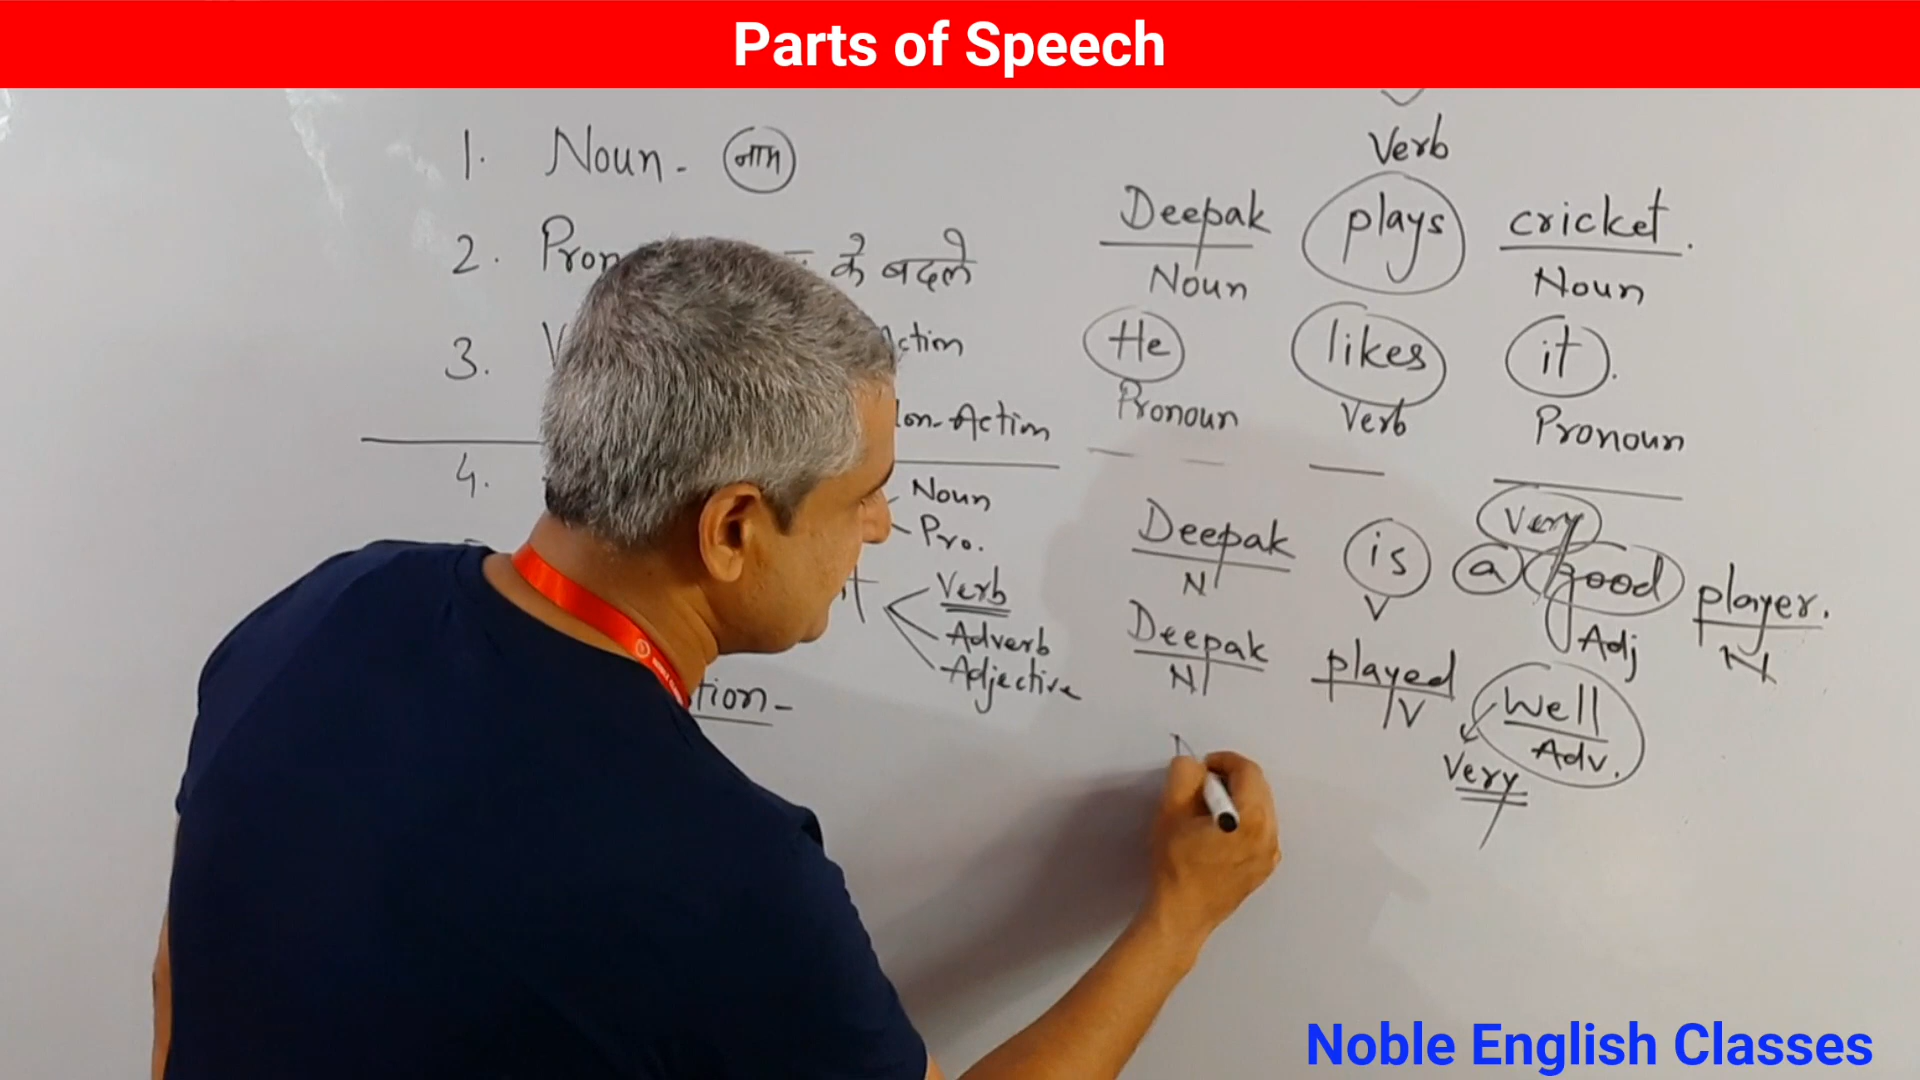 Parts of Speech
1. Noun - नाम
2. Pron के बदले
3. V ction
on-Action
4.
Noun
Pro.
Verb
Adverb
Adjective
tion -
Verb
Deepak plays cricket.
Noun Noun
He likes it.
Pronoun Verb Pronoun
very
Deepak is a good player.
N V Adj N
Deepak played well
N V Adv.
Very
Noble English Classes